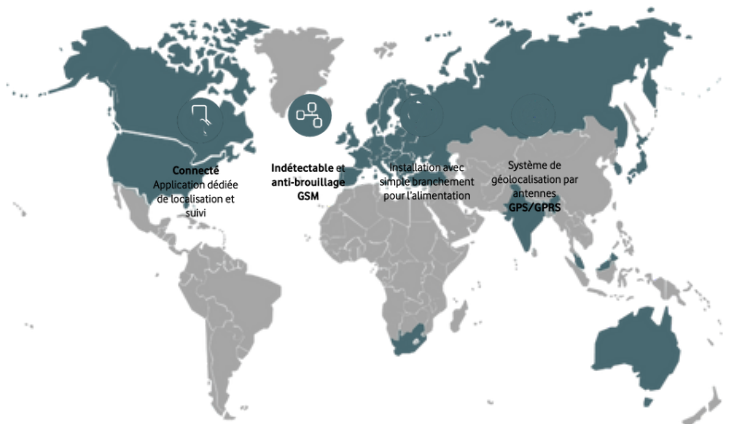 Connecté
Application dédiée
de localisation et
suivi
Indétectable et
anti-brouillage
GSM
Installation avec
simple branchement
pour l'alimentation
Système de
géolocalisation par
antennes
GPS/GPRS